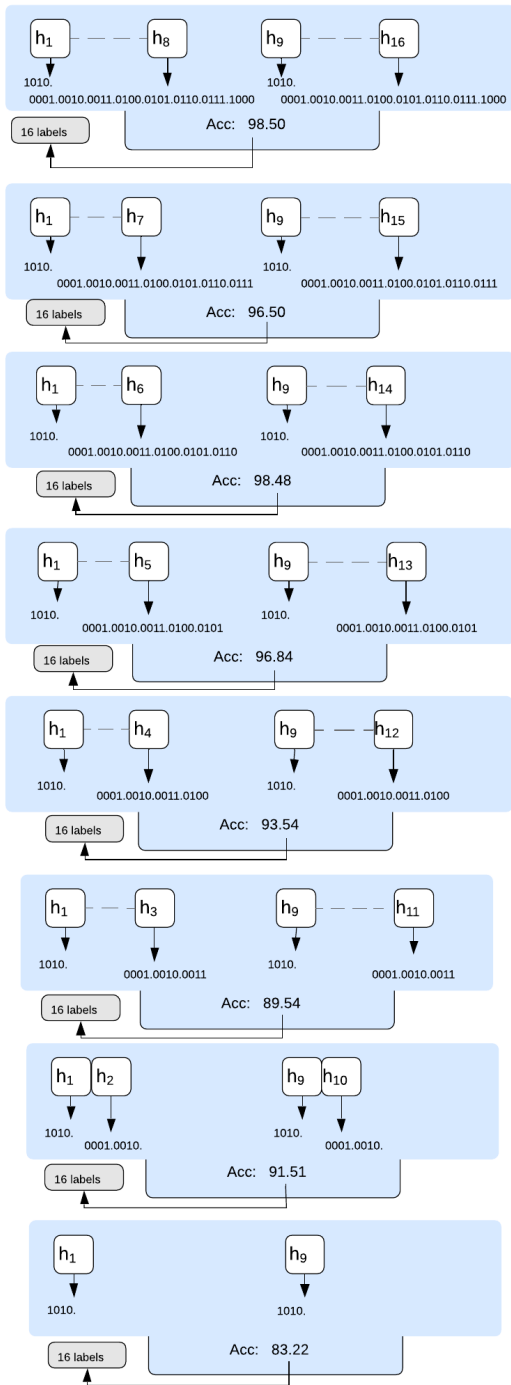 h1 h8 h9 h16
1010. 1010.
0001.0010.0011.0100.0101.0110.0111.1000 0001.0010.0011.0100.0101.0110.0111.1000
Acc: 98.50
16 labels
h1 h7 h9 h15
1010. 1010.
0001.0010.0011.0100.0101.0110.0111 0001.0010.0011.0100.0101.0110.0111
16 labels Acc: 96.50
h1 h6 h9 h14
1010. 1010.
0001.0010.0011.0100.0101.0110 0001.0010.0011.0100.0101.0110
16 labels Acc: 98.48
h1 h5 h9 h13
1010. 1010.
0001.0010.0011.0100.0101 0001.0010.0011.0100.0101
16 labels Acc: 96.84
h1 h4 h9 h12
1010. 1010.
0001.0010.0011.0100 0001.0010.0011.0100
16 labels Acc: 93.54
h1 h3 h9 h11
1010. 1010.
0001.0010.0011 0001.0010.0011
16 labels Acc: 89.54
h1 h2 h9 h10
1010. 1010.
0001.0010. 0001.0010.
16 labels Acc: 91.51
h1 h9
1010. 1010.
16 labels Acc: 83.22